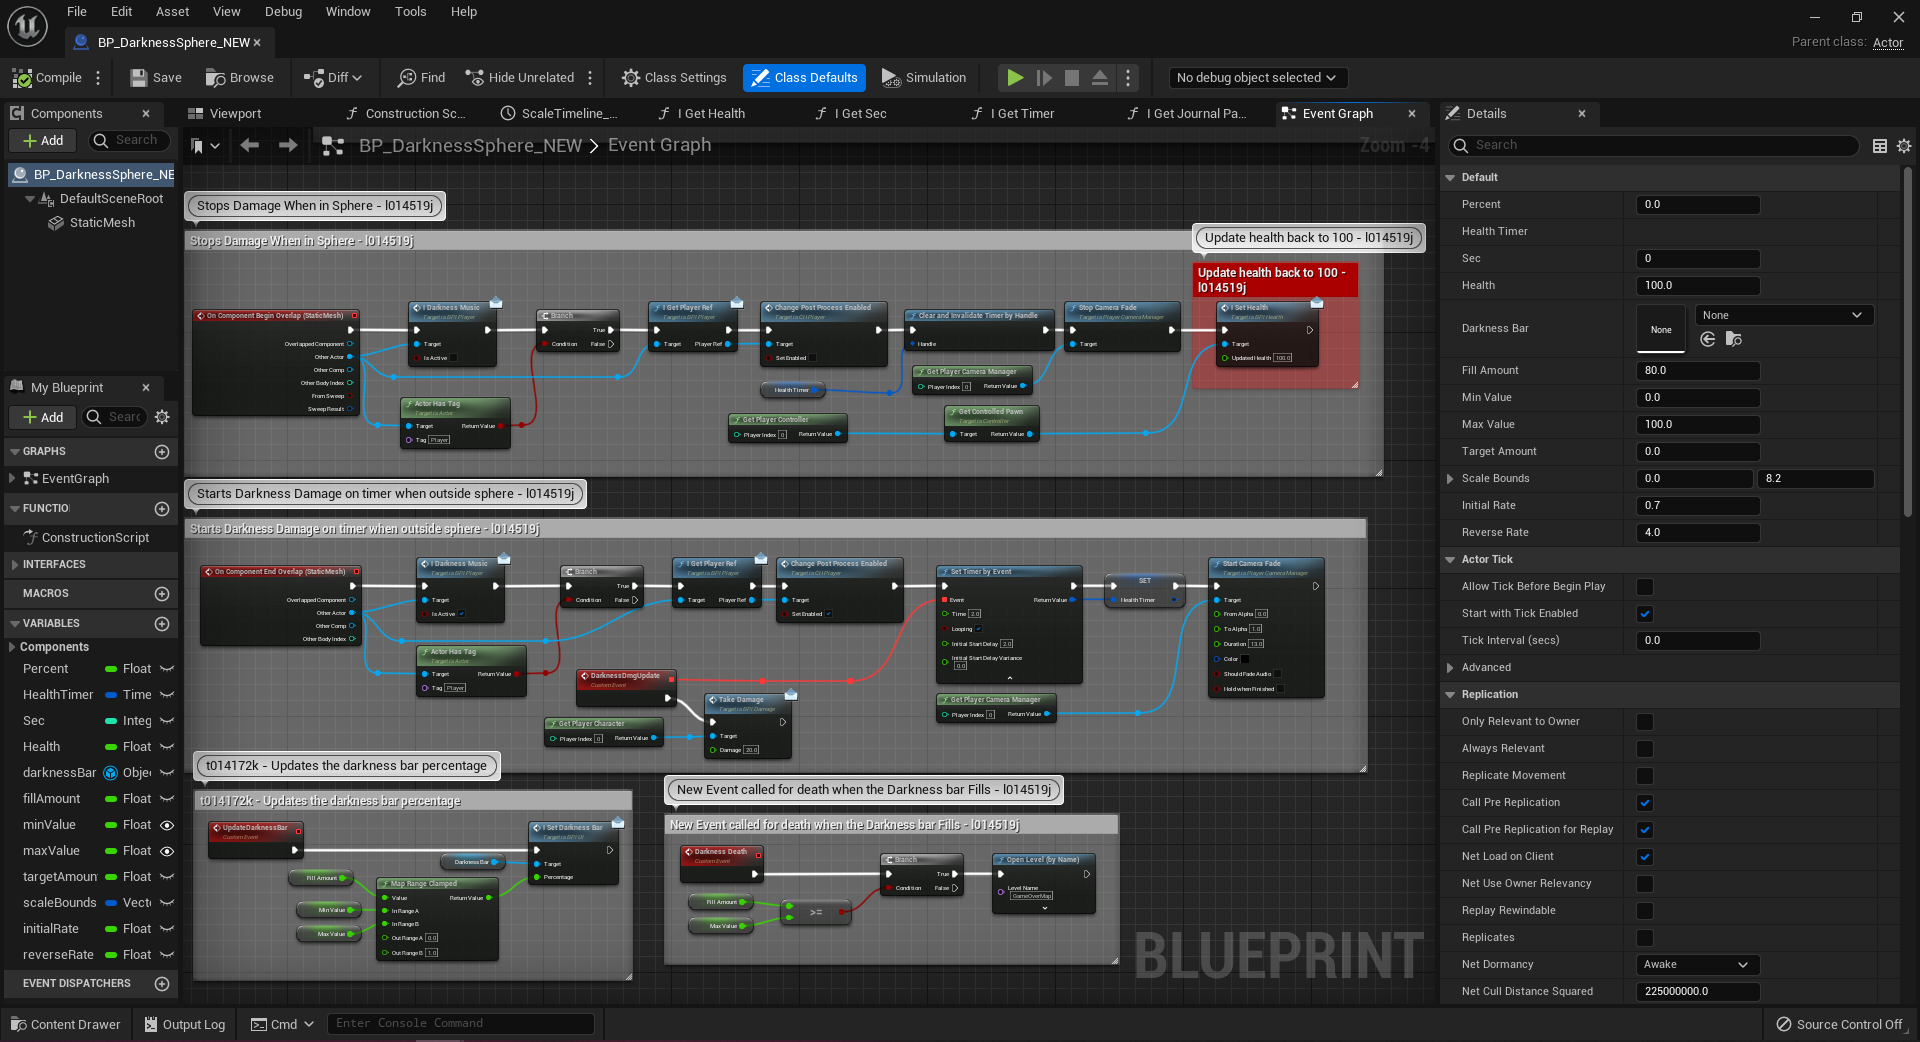 File Edit Asset View Debug Window Tools Help
BP_DarknessSphere_NEW
Parent class: Actor
Compile Save Browse Diff Find Hide Unrelated Class Settings Class Defaults Simulation No debug object selected
Components
Add Search
BP_DarknessSphere_NE
DefaultSceneRoot
StaticMesh
My Blueprint
Add Searc
GRAPHS
EventGraph
FUNCTIO
ConstructionScript
INTERFACES
MACROS
VARIABLES
Components
Percent Float
HealthTimer Time
Sec Integ
Health Float
darknessBar Objec
fillAmount Float
minValue Float
maxValue Float
targetAmoun Float
scaleBounds Vecto
initialRate Float
reverseRate Float
EVENT DISPATCHERS
Viewport Construction Sc... ScaleTimeline_... I Get Health I Get Sec I Get Timer I Get Journal Pa... Event Graph
BP_DarknessSphere_NEW > Event Graph
Zoom -4
Stops Damage When in Sphere - l014519j
Stops Damage When in Sphere - l014519j
Update health back to 100 - l014519j
Update health back to 100 -
l014519j
On Component Begin Overlap (StaticMesh)
Overlapped Component
Other Actor
Other Comp
Other Body Index
From Sweep
Sweep Result
I Darkness Music
Target is BPI Player
Target
Is Active
Actor Has Tag
Target is Actor
Target Return Value
Tag Player
Branch
True
Condition False
I Get Player Ref
Target is BPI Player
Target Player Ref
Change Post Process Enabled
Target
Set Enabled
Health Timer
Clear and Invalidate Timer by Handle
Handle
Get Player Camera Manager
Player Index 0 Return Value
Get Player Controller
Player Index 0 Return Value
Get Controlled Pawn
Target is Controller
Target Return Value
Stop Camera Fade
Target is Player Camera Manager
Target
I Set Health
Target is BPI Health
Target
Updated Health 100.0
Starts Darkness Damage on timer when outside sphere - l014519j
Starts Darkness Damage on timer when outside sphere - l014519j
On Component End Overlap (StaticMesh)
Overlapped Component
Other Actor
Other Comp
Other Body Index
I Darkness Music
Target is BPI Player
Target
Is Active
Actor Has Tag
Target is Actor
Target Return Value
Tag Player
Branch
True
Condition False
I Get Player Ref
Target is BPI Player
Target Player Ref
Change Post Process Enabled
Target
Set Enabled
DarknessDmgUpdate
Custom Event
Get Player Character
Player Index 0 Return Value
Take Damage
Target is BPI Damage
Target
Damage 20.0
Set Timer by Event
Event Return Value
Time 2.0
Looping
Initial Start Delay 2.0
Initial Start Delay Variance
0.0
SET
Health Timer
Get Player Camera Manager
Player Index 0 Return Value
Start Camera Fade
Target is Player Camera Manager
Target
From Alpha 0.0
To Alpha 1.0
Duration 13.0
Color
Should Fade Audio
Hold when Finished
t014172k - Updates the darkness bar percentage
t014172k - Updates the darkness bar percentage
UpdateDarknessBar
Custom Event
Fill Amount
Min Value
Max Value
Map Range Clamped
Value Return Value
In Range A
In Range B
Out Range A 0.0
Out Range B 1.0
Darkness Bar
I Set Darkness Bar
Target is BPI UI
Target
Percentage
New Event called for death when the Darkness bar Fills - l014519j
New Event called for death when the Darkness bar Fills - l014519j
Darkness Death
Custom Event
Fill Amount
Max Value
>=
Branch
True
Condition False
Open Level (by Name)
Level Name
GameOverMap
BLUEPRINT
Details
Search
Default
Percent 0.0
Health Timer
Sec 0
Health 100.0
Darkness Bar None None
Fill Amount 80.0
Min Value 0.0
Max Value 100.0
Target Amount 0.0
Scale Bounds 0.0 8.2
Initial Rate 0.7
Reverse Rate 4.0
Actor Tick
Allow Tick Before Begin Play
Start with Tick Enabled
Tick Interval (secs) 0.0
Advanced
Replication
Only Relevant to Owner
Always Relevant
Replicate Movement
Call Pre Replication
Call Pre Replication for Replay
Net Load on Client
Net Use Owner Relevancy
Replay Rewindable
Replicates
Net Dormancy Awake
Net Cull Distance Squared 225000000.0
Content Drawer Output Log Cmd Enter Console Command Source Control Off